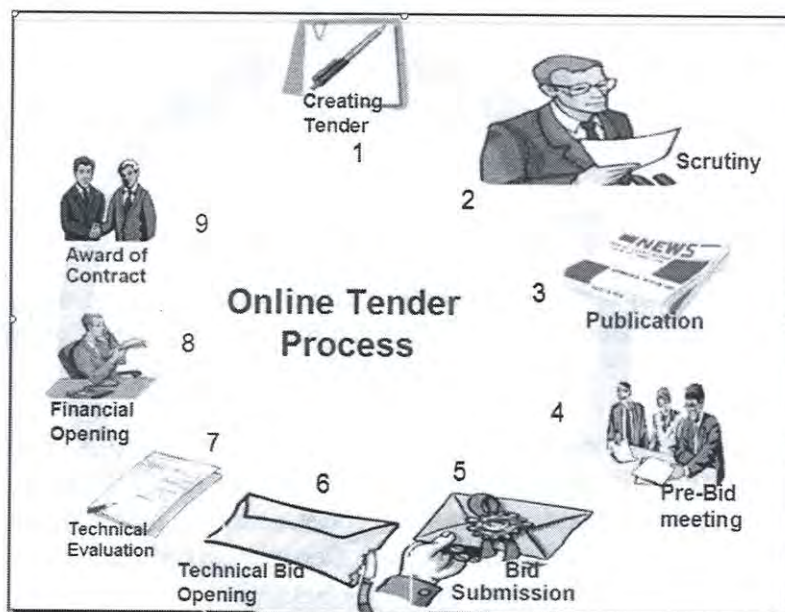 Creating
Tender
1
Scrutiny
2
NEWS
3
Publication
4
Pre-Bid
meeting
5
Bid
Submission
6
Technical Bid
Opening
7
Technical
Evaluation
8
Financial
Opening
9
Award of
Contract
Online Tender
Process